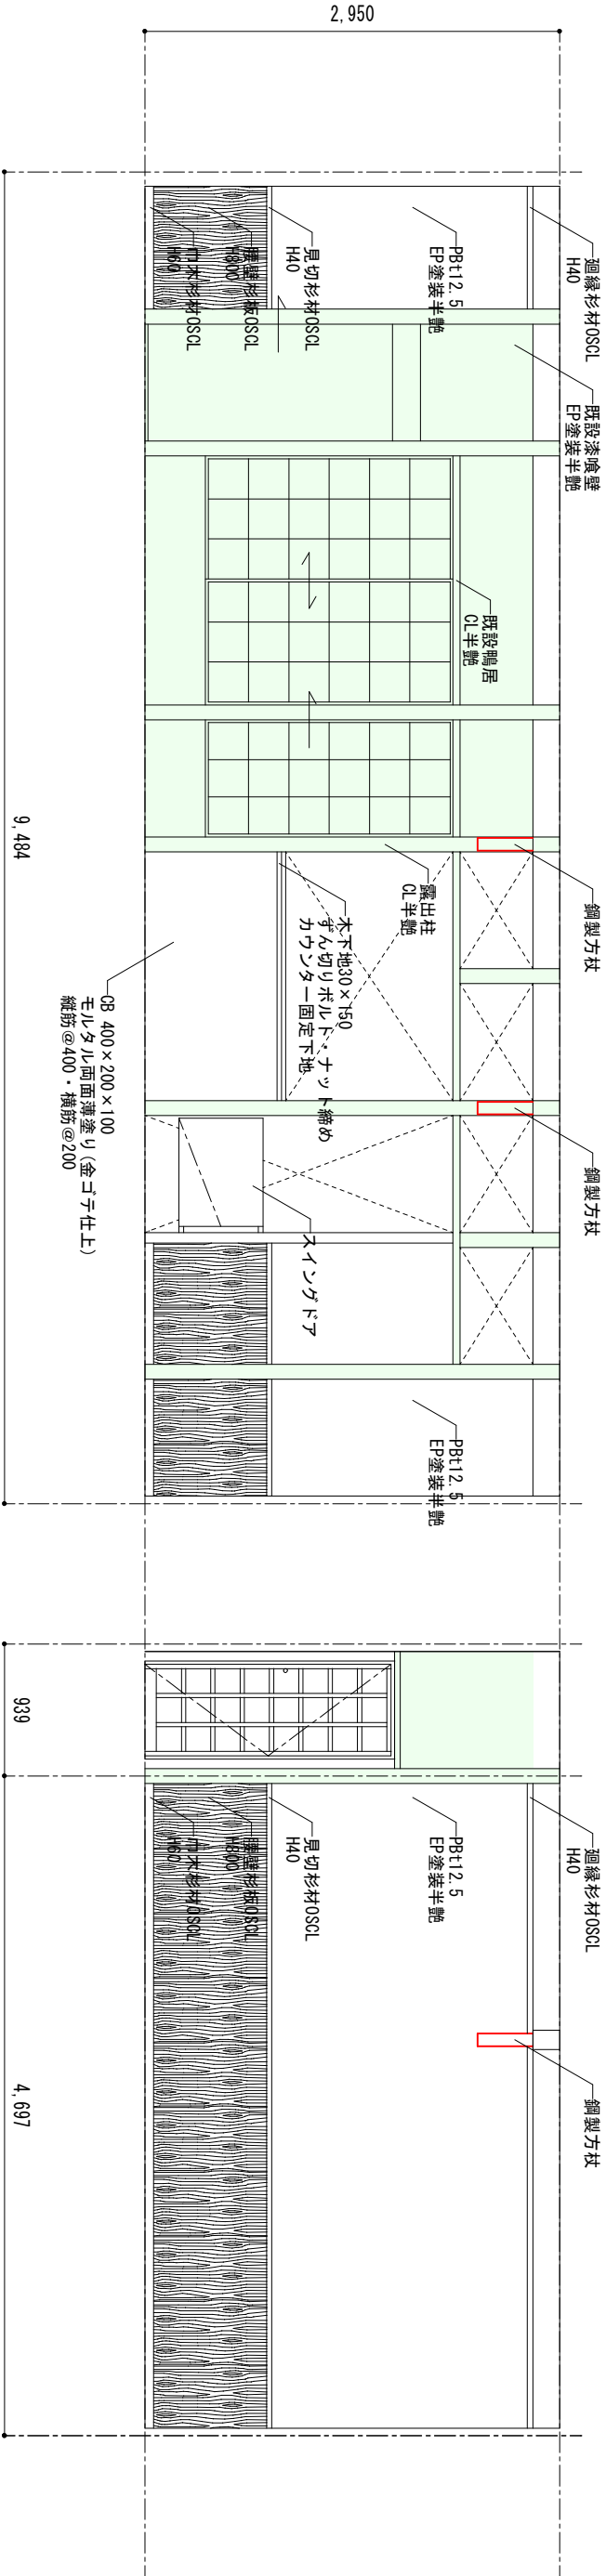 2,950
廻縁杉材OSCL
H40
PBt12.5
EP塗装半艶
見切杉材OSCL
H40
腰壁杉板OSCL
H800
巾木杉材OSCL
H60
既設漆喰壁
EP塗装半艶
既設鴨居
CL半艶
鋼製方杖
露出柱
CL半艶
木下地30×150
ずん切りボルト・ナット締め
カウンター固定下地
CB 400×200×100
モルタル両面薄塗り(金ゴテ仕上)
縦筋@400・横筋@200
鋼製方杖
スイングドア
PBt12.5
EP塗装半艶
9,484
廻縁杉材OSCL
H40
PBt12.5
EP塗装半艶
見切杉材OSCL
H40
腰壁杉板OSCL
H800
巾木杉材OSCL
H60
鋼製方杖
939
4,697